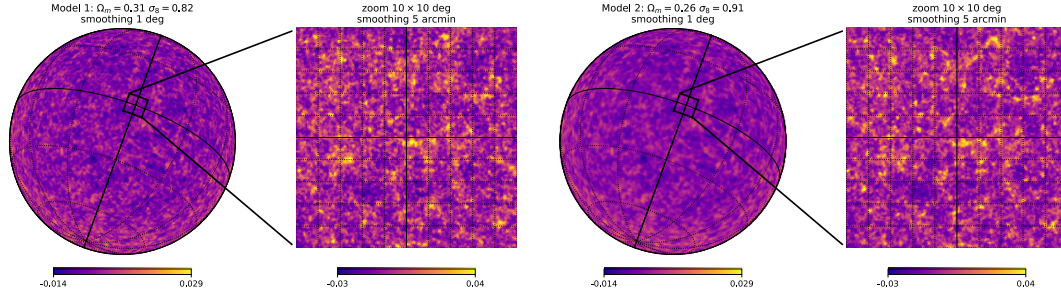 Model 1: Ωm = 0.31 σ8 = 0.82
smoothing 1 deg
zoom 10 × 10 deg
smoothing 5 arcmin
Model 2: Ωm = 0.26 σ8 = 0.91
smoothing 1 deg
zoom 10 × 10 deg
smoothing 5 arcmin
-0.014 0.029
-0.03 0.04
-0.014 0.029
-0.03 0.04